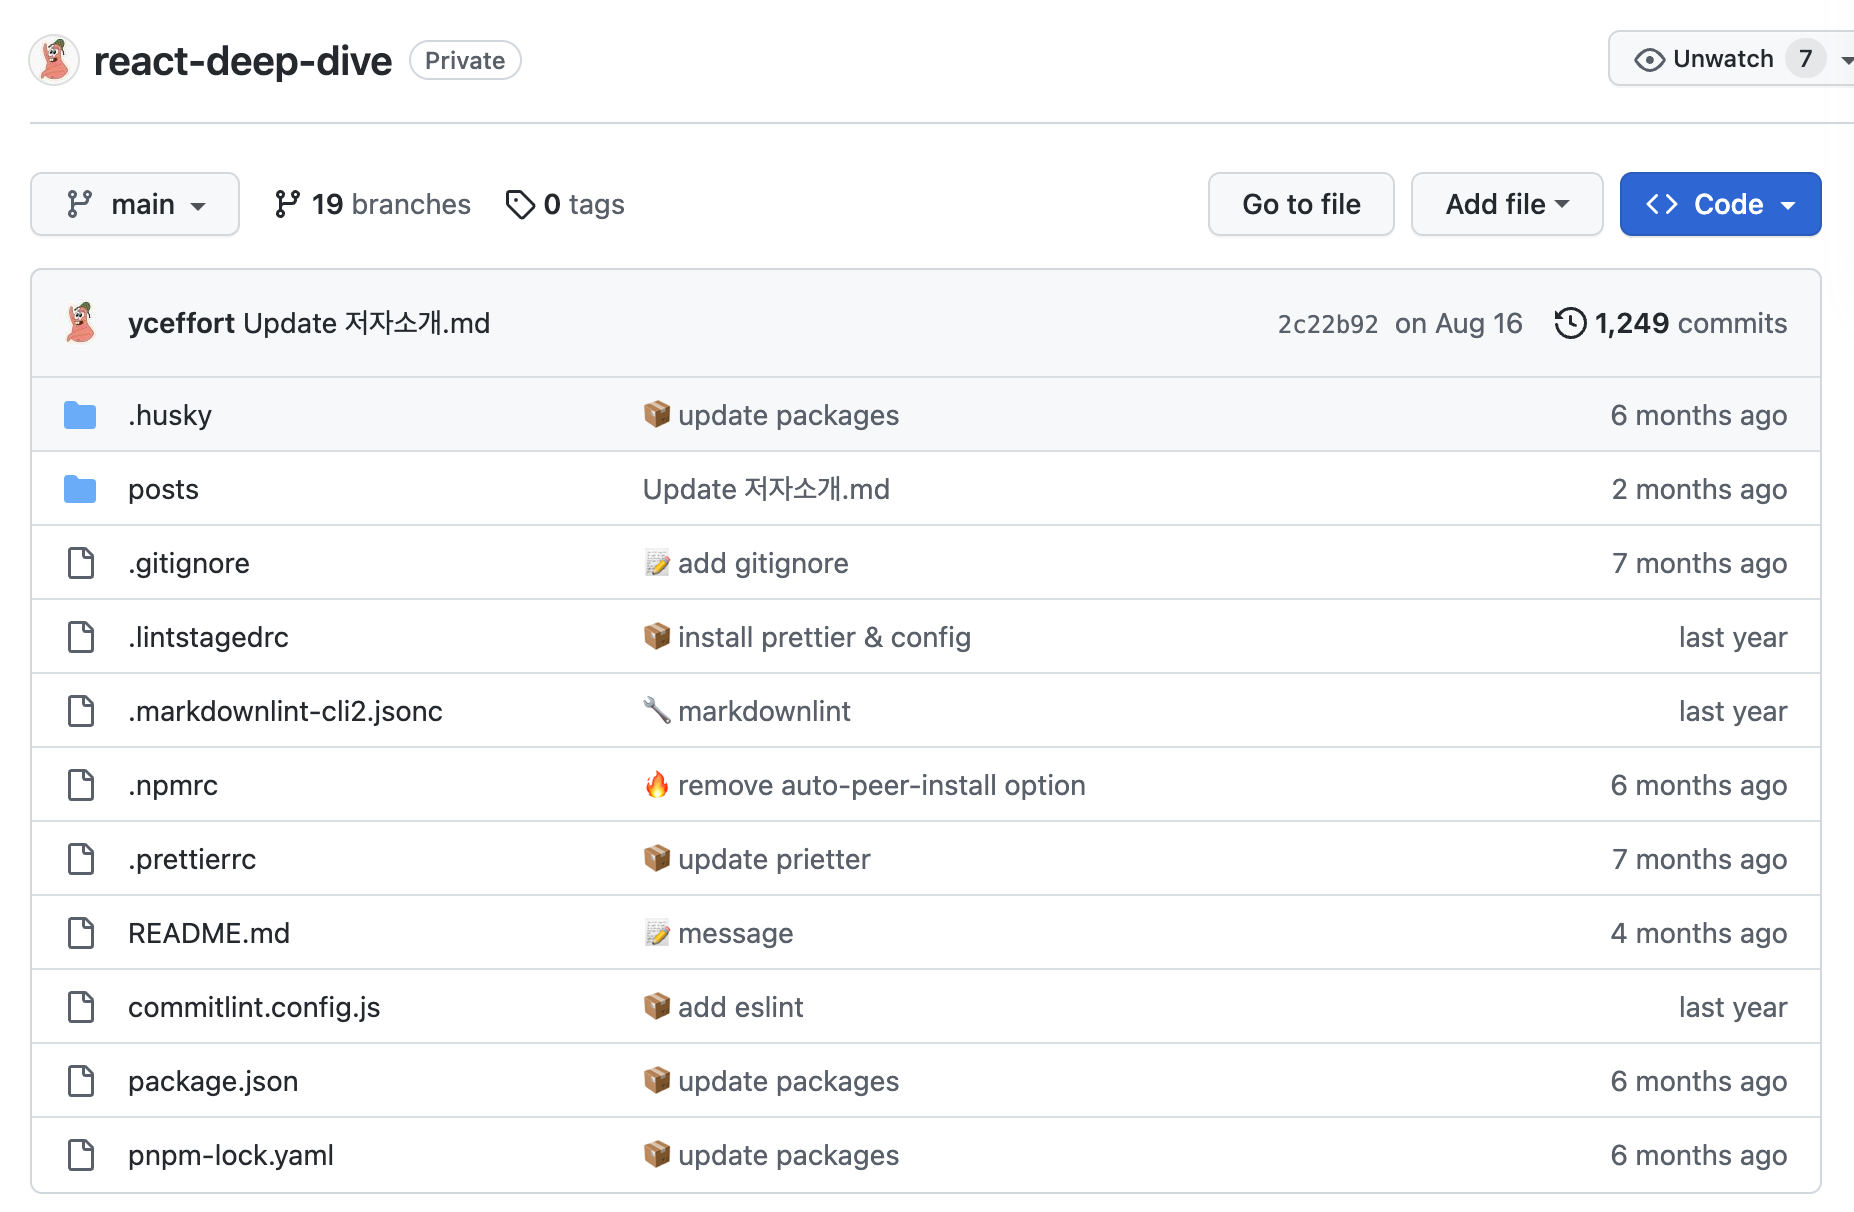 react-deep-dive Private Unwatch 7
main 19 branches 0 tags Go to file Add file Code
yceffort Update 저자소개.md 2c22b92 on Aug 16 1,249 commits
.husky 📦 update packages 6 months ago
posts Update 저자소개.md 2 months ago
.gitignore 📝 add gitignore 7 months ago
.lintstagedrc 📦 install prettier & config last year
.markdownlint-cli2.jsonc 🔧 markdownlint last year
.npmrc 🔥 remove auto-peer-install option 6 months ago
.prettierrc 📦 update prietter 7 months ago
README.md 📝 message 4 months ago
commitlint.config.js 📦 add eslint last year
package.json 📦 update packages 6 months ago
pnpm-lock.yaml 📦 update packages 6 months ago